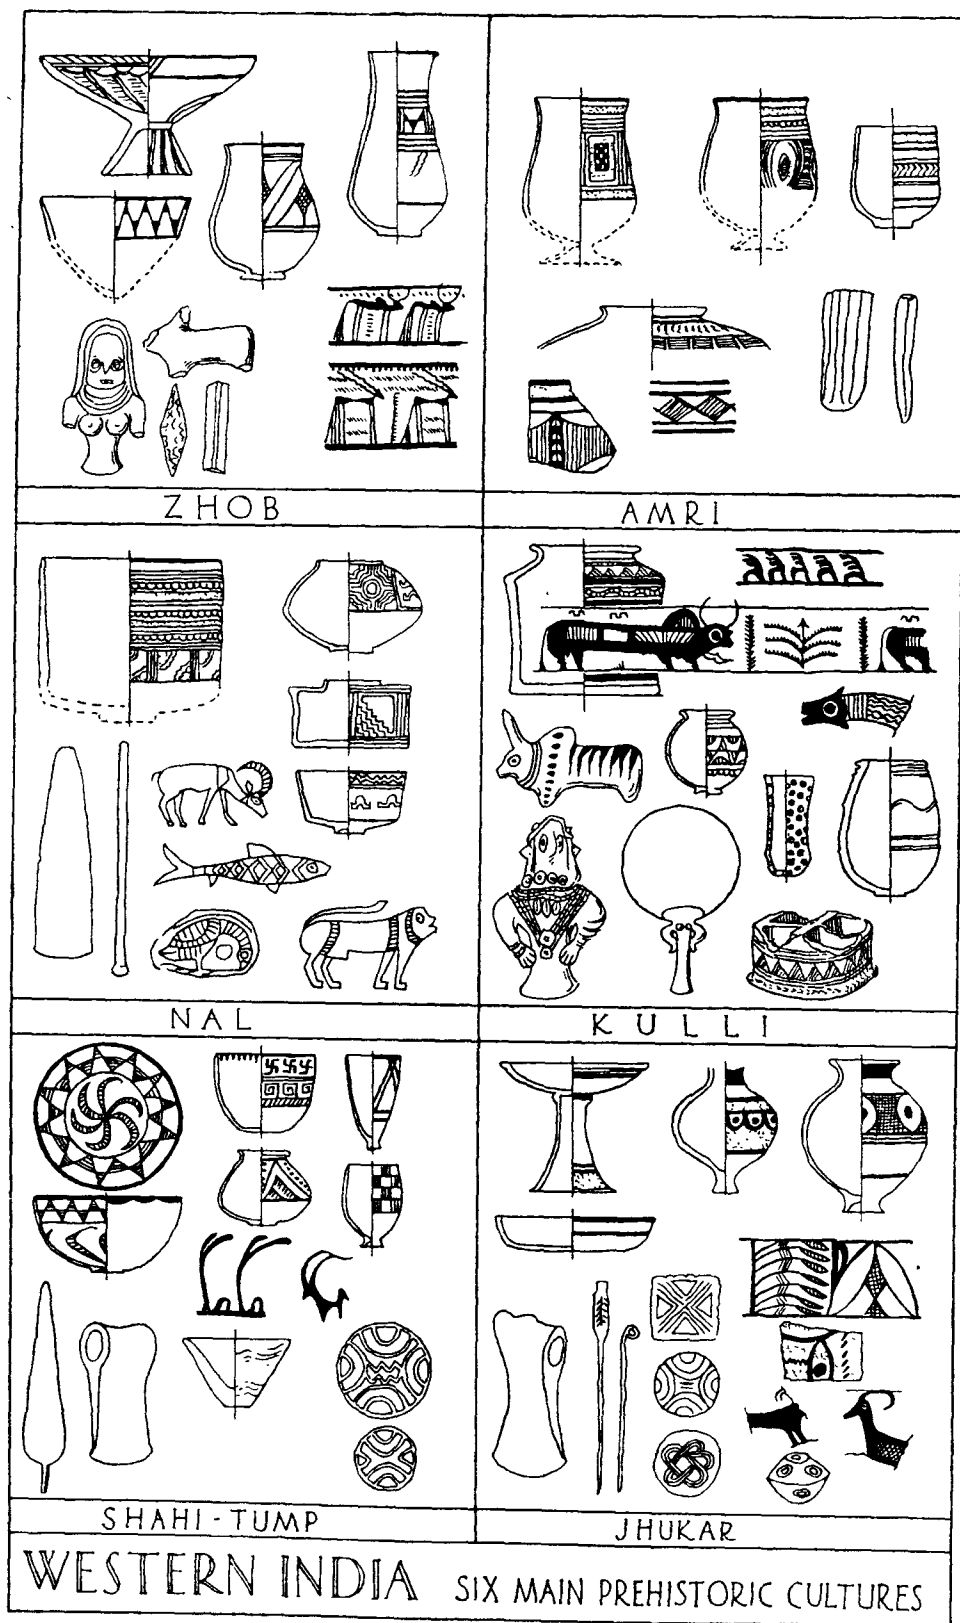 ZHOB
AMRI
NAL
KULLI
SHAHI-TUMP
JHUKAR
WESTERN INDIA SIX MAIN PREHISTORIC CULTURES